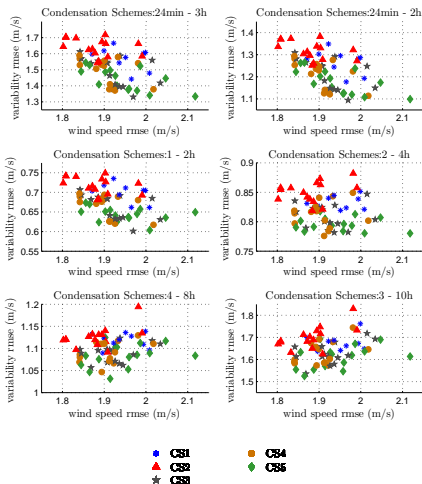 Condensation Schemes:24min - 3h
Condensation Schemes:24min - 2h
variability rmse (m/s)
1.7
1.6
1.5
1.4
1.3
1.8
1.9
2
2.1
wind speed rmse (m/s)
variability rmse (m/s)
1.4
1.3
1.2
1.1
1.8
1.9
2
2.1
wind speed rmse (m/s)
Condensation Schemes:1 - 2h
Condensation Schemes:2 - 4h
variability rmse (m/s)
0.75
0.7
0.65
0.6
0.55
1.8
1.9
2
2.1
wind speed rmse (m/s)
variability rmse (m/s)
0.9
0.85
0.8
0.75
1.8
1.9
2
2.1
wind speed rmse (m/s)
Condensation Schemes:4 - 8h
Condensation Schemes:3 - 10h
variability rmse (m/s)
1.2
1.15
1.1
1.05
1
1.8
1.9
2
2.1
wind speed rmse (m/s)
variability rmse (m/s)
1.8
1.7
1.6
1.5
1.8
1.9
2
2.1
wind speed rmse (m/s)
CS1
CS2
CS3
CS4
CS5